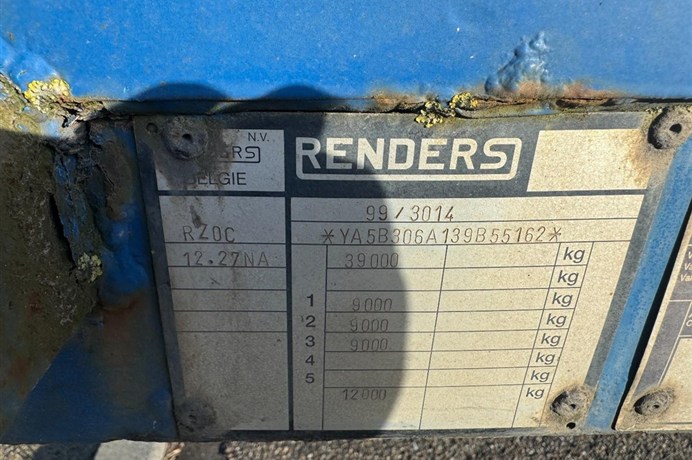 N.V.
RENDERS
BELGIE
RENDERS
99/3014
RZOC
*YA5B306A139B55162*
12.27NA
39000 kg
kg
1 9000 kg
2 9000 kg
3 9000 kg
4 kg
5 kg
12000 kg